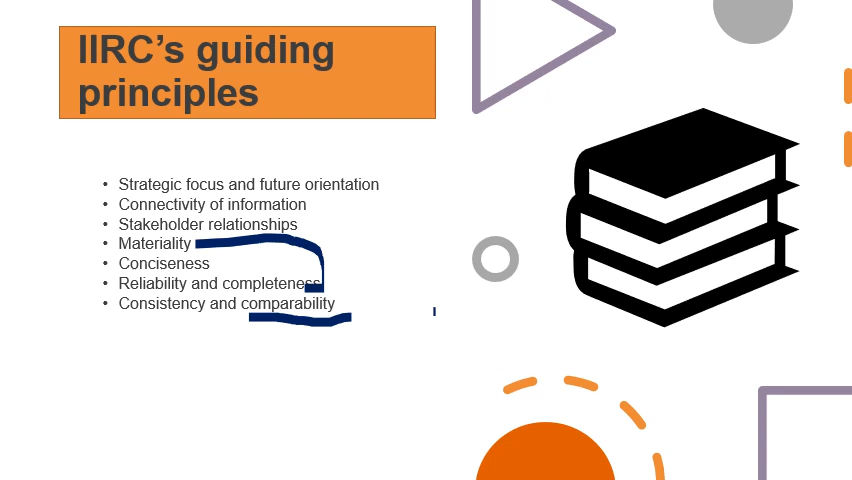 IIRC’s guiding
principles
• Strategic focus and future orientation
• Connectivity of information
• Stakeholder relationships
• Materiality
• Conciseness
• Reliability and completeness
• Consistency and comparability